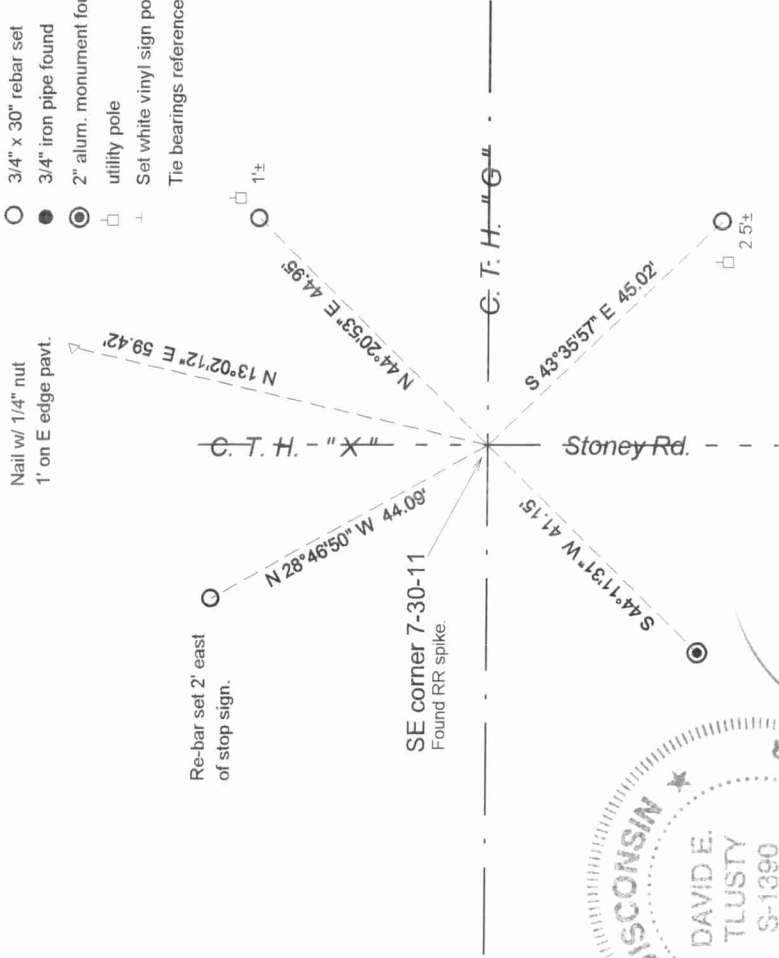 3/4" x 30" rebar set
3/4" iron pipe found
2" alum. monument
utility pole
Set white vinyl sign
Tie bearings reference
Nail w/ 1/4" nut
1' on E edge pavt.
1'±
N 44°20'53" E 44.95'
N 13°02'12" E 59.42'
C. T. H. "X"
C. T. H. "G"
N 28°46'50" W 44.09'
Re-bar set 2' east
of stop sign.
SE corner 7-30-11
Found RR spike.
Stoney Rd.
S 43°35'57" E 45.02'
2.5'±
S 44°11'31" W 41.15'
WISCONSIN
DAVID E.
TLUSTY
S-1390